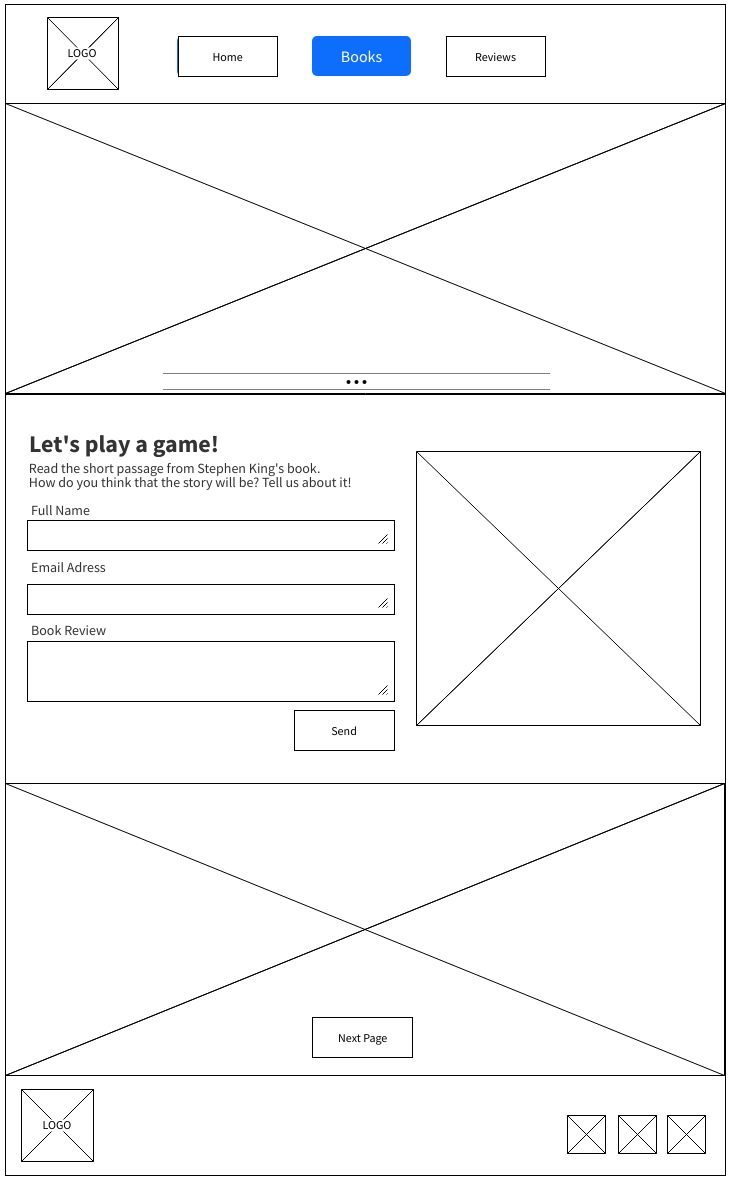 LOGO
Home
Books
Reviews
Let's play a game!
Read the short passage from Stephen King's book.
How do you think that the story will be? Tell us about it!
Full Name
Email Adress
Book Review
Send
Next Page
LOGO